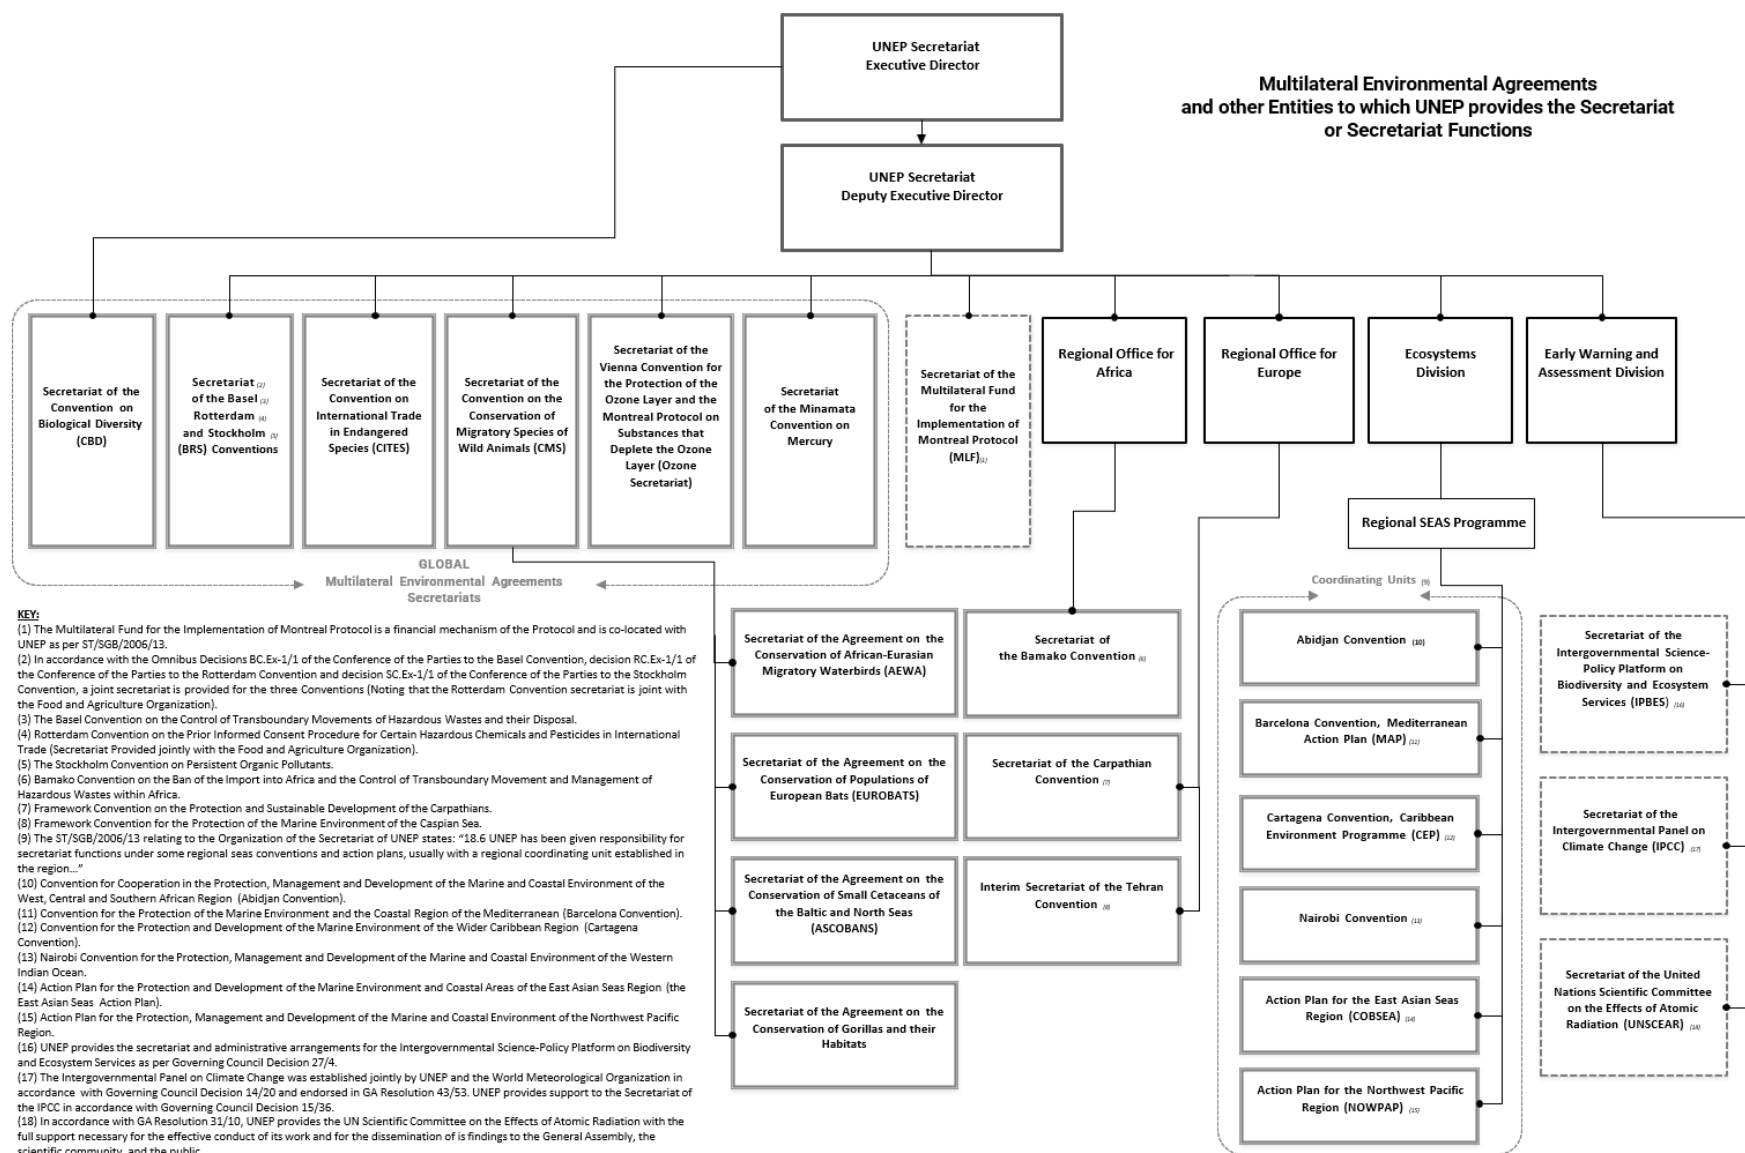 UNEP Secretariat
Executive Director
Multilateral Environmental Agreements
and other Entities to which UNEP provides the Secretariat
or Secretariat Functions
UNEP Secretariat
Deputy Executive Director
Secretariat of the
Convention on
Biological Diversity
(CBD)
Secretariat (2)
of the Basel (3)
Rotterdam (4)
and Stockholm (5)
(BRS) Conventions
Secretariat of the
Convention on
International Trade
in Endangered
Species (CITES)
Secretariat of the
Convention on the
Conservation of
Migratory Species of
Wild Animals (CMS)
Secretariat of the
Vienna Convention for
the Protection of the
Ozone Layer and the
Montreal Protocol on
Substances that
Deplete the Ozone
Layer (Ozone
Secretariat)
Secretariat
of the Minamata
Convention on
Mercury
Secretariat of the
Multilateral Fund
for the
Implementation of
Montreal Protocol
(MLF)(1)
Regional Office for
Africa
Regional Office for
Europe
Ecosystems
Division
Early Warning and
Assessment Division
Regional SEAS Programme
GLOBAL
Multilateral Environmental Agreements
Secretariats
Coordinating Units (9)
KEY:
(1) The Multilateral Fund for the Implementation of Montreal Protocol is a financial mechanism of the Protocol and is co-located with
UNEP as per ST/SGB/2006/13.
(2) In accordance with the Omnibus Decisions BC.Ex-1/1 of the Conference of the Parties to the Basel Convention, decision RC.Ex-1/1 of
the Conference of the Parties to the Rotterdam Convention and decision SC.Ex-1/1 of the Conference of the Parties to the Stockholm
Convention, a joint secretariat is provided for the three Conventions (Noting that the Rotterdam Convention secretariat is joint with
the Food and Agriculture Organization).
(3) The Basel Convention on the Control of Transboundary Movements of Hazardous Wastes and their Disposal.
(4) Rotterdam Convention on the Prior Informed Consent Procedure for Certain Hazardous Chemicals and Pesticides in International
Trade (Secretariat Provided jointly with the Food and Agriculture Organization).
(5) The Stockholm Convention on Persistent Organic Pollutants.
(6) Bamako Convention on the Ban of the Import into Africa and the Control of Transboundary Movement and Management of
Hazardous Wastes within Africa.
(7) Framework Convention on the Protection and Sustainable Development of the Carpathians.
(8) Framework Convention for the Protection of the Marine Environment of the Caspian Sea.
(9) The ST/SGB/2006/13 relating to the Organization of the Secretariat of UNEP states: “18.6 UNEP has been given responsibility for
secretariat functions under some regional seas conventions and action plans, usually with a regional coordinating unit established in
the region...”
(10) Convention for Cooperation in the Protection, Management and Development of the Marine and Coastal Environment of the
West, Central and Southern African Region (Abidjan Convention).
(11) Convention for the Protection of the Marine Environment and the Coastal Region of the Mediterranean (Barcelona Convention).
(12) Convention for the Protection and Development of the Marine Environment of the Wider Caribbean Region (Cartagena
Convention).
(13) Nairobi Convention for the Protection, Management and Development of the Marine and Coastal Environment of the Western
Indian Ocean.
(14) Action Plan for the Protection and Development of the Marine Environment and Coastal Areas of the East Asian Seas Region (the
East Asian Seas Action Plan).
(15) Action Plan for the Protection, Management and Development of the Marine and Coastal Environment of the Northwest Pacific
Region.
(16) UNEP provides the secretariat and administrative arrangements for the Intergovernmental Science-Policy Platform on Biodiversity
and Ecosystem Services as per Governing Council Decision 27/4.
(17) The Intergovernmental Panel on Climate Change was established jointly by UNEP and the World Meteorological Organization in
accordance with Governing Council Decision 14/20 and endorsed in GA Resolution 43/53. UNEP provides support to the Secretariat of
the IPCC in accordance with Governing Council Decision 15/36.
(18) In accordance with GA Resolution 31/10, UNEP provides the UN Scientific Committee on the Effects of Atomic Radiation with the
full support necessary for the effective conduct of its work and for the dissemination of is findings to the General Assembly, the
scientific community, and the public.
Secretariat of the Agreement on the
Conservation of African-Eurasian
Migratory Waterbirds (AEWA)
Secretariat of the Agreement on the
Conservation of Populations of
European Bats (EUROBATS)
Secretariat of the Agreement on the
Conservation of Small Cetaceans of
the Baltic and North Seas
(ASCOBANS)
Secretariat of the Agreement on the
Conservation of Gorillas and their
Habitats
Secretariat of
the Bamako Convention (6)
Secretariat of the Carpathian
Convention (7)
Interim Secretariat of the Tehran
Convention (8)
Abidjan Convention (10)
Barcelona Convention, Mediterranean
Action Plan (MAP) (11)
Cartagena Convention, Caribbean
Environment Programme (CEP) (12)
Nairobi Convention (13)
Action Plan for the East Asian Seas
Region (COBSEA) (14)
Action Plan for the Northwest Pacific
Region (NOWPAP) (15)
Secretariat of the
Intergovernmental Science-
Policy Platform on
Biodiversity and Ecosystem
Services (IPBES) (16)
Secretariat of the
Intergovernmental Panel on
Climate Change (IPCC) (17)
Secretariat of the United
Nations Scientific Committee
on the Effects of Atomic
Radiation (UNSCEAR) (18)